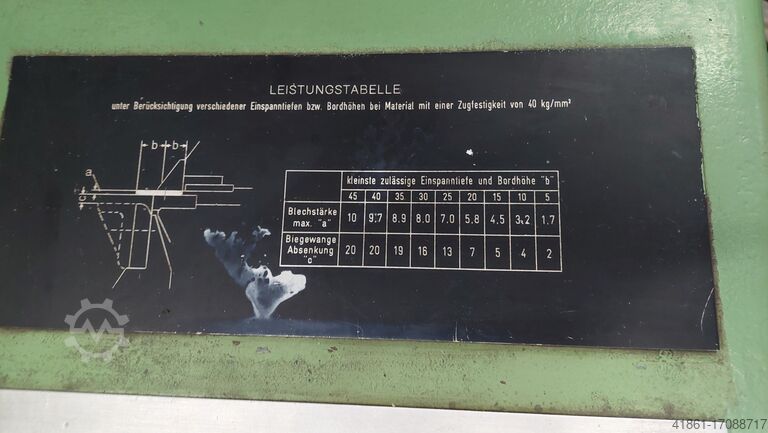 LEISTUNGSTABELLE
unter Berücksichtigung verschiedener Einspanntiefen bzw. Bordhöhen bei Material mit einer Zugfestigkeit von 40 kg/mm²
b b
a
c
kleinste zulässige Einspanntiefe und Bordhöhe "b"
45 40 35 30 25 20 15 10 5
Blechstärke max. "a" 10 9.7 8.9 8.0 7.0 5.8 4.5 3.2 1.7
Biegewange Absenkung "c" 20 20 19 16 13 7 5 4 2
41861-17088717